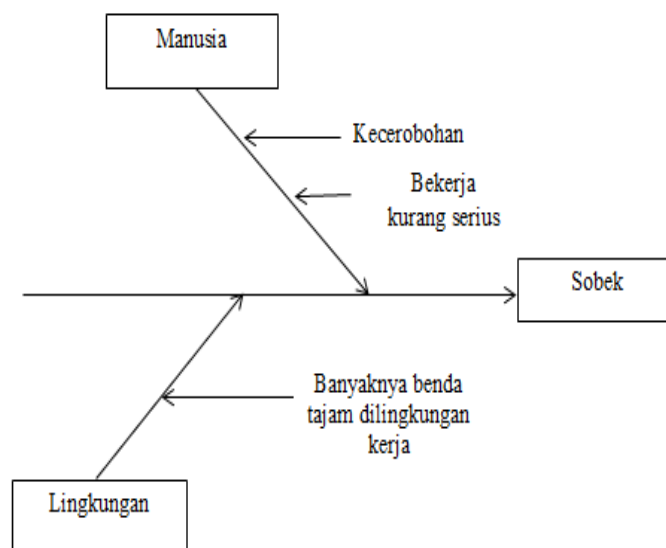 Manusia
Kecerobohan
Bekerja
kurang serius
Sobek
Banyaknya benda
tajam dilingkungan
kerja
Lingkungan